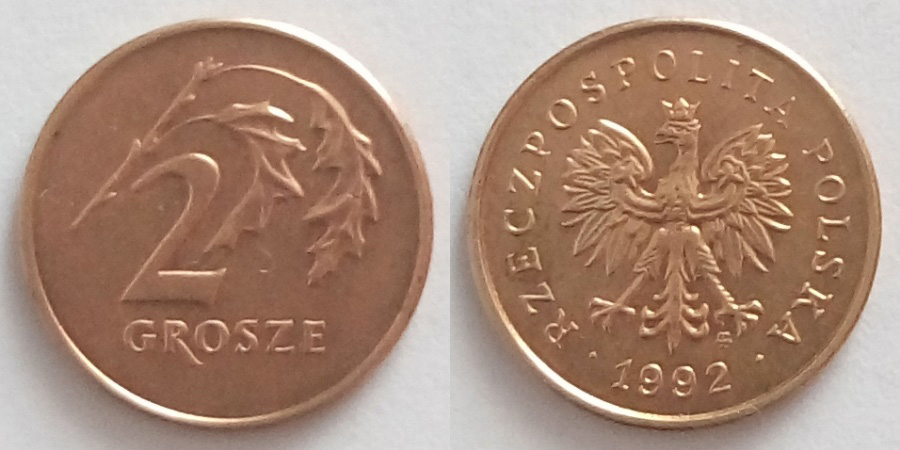 2
GROSZE
RZECZPOSPOLITA POLSKA
· 1992 ·